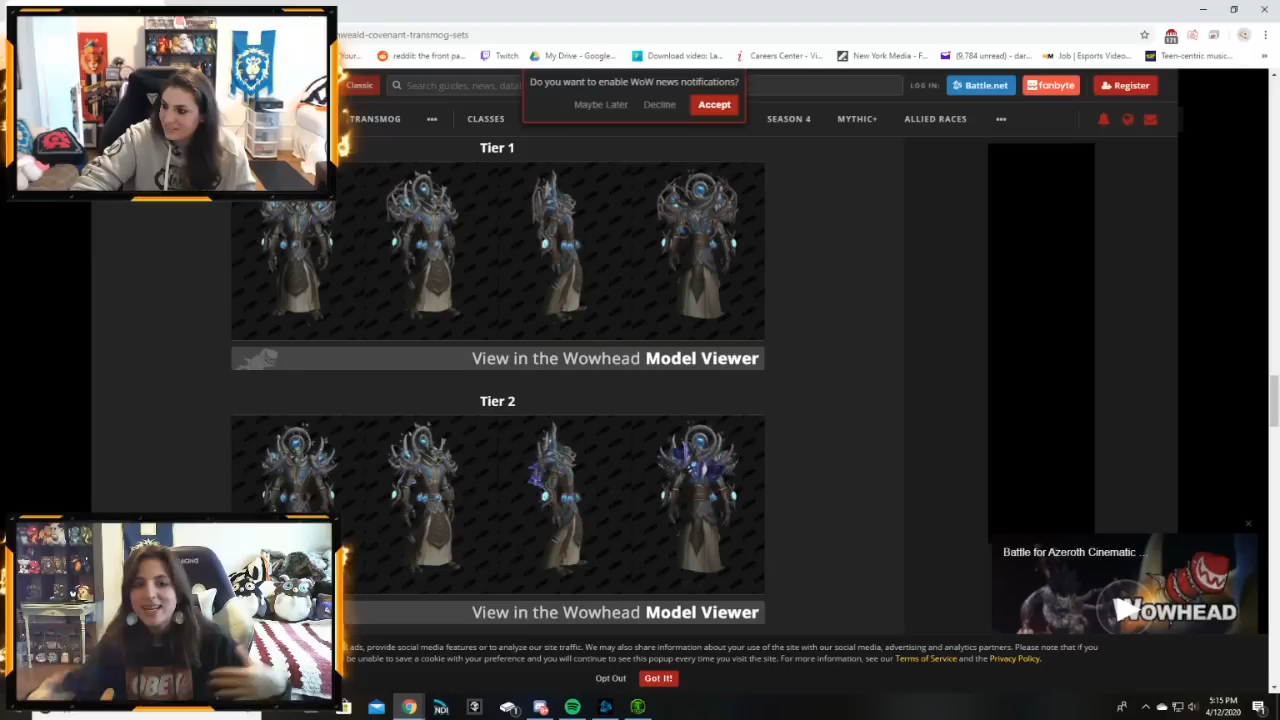 nweald-covenant-transmog-sets
Your... reddit: the front pa... Twitch My Drive - Google... Download video: La... Careers Center - Vi... New York Media - F... (9,784 unread) - dar... Job | Esports Video... Teen-centric music...
Classic Search guides, news, datab Do you want to enable WoW news notifications? LOG IN: Battle.net fanbyte Register
Maybe Later Decline Accept
TRANSMOG CLASSES SEASON 4 MYTHIC+ ALLIED RACES
Tier 1
View in the Wowhead Model Viewer
Tier 2
View in the Wowhead Model Viewer
Battle for Azeroth Cinematic ...
WOWHEAD
OBEY
ads, provide social media features or to analyze our site traffic. We may also share information about your use of the site with our social media, advertising and analytics partners. Please note that if you
be unable to save a cookie with your preference and you will continue to see this popup every time you visit the site. For more information, see our Terms of Service and the Privacy Policy.
Opt Out Got It!
5:15 PM
4/12/2020